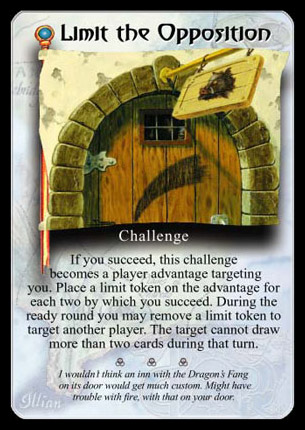 Limit the Opposition
Challenge
If you succeed, this challenge
becomes a player advantage targeting
you. Place a limit token on the advantage for
each two by which you succeed. During the
ready round you may remove a limit token to
target another player. The target cannot draw
more than two cards during that turn.
I wouldn't think an inn with the Dragon's Fang
on its door would get much custom. Might have
trouble with fire, with that on your door.
Illian